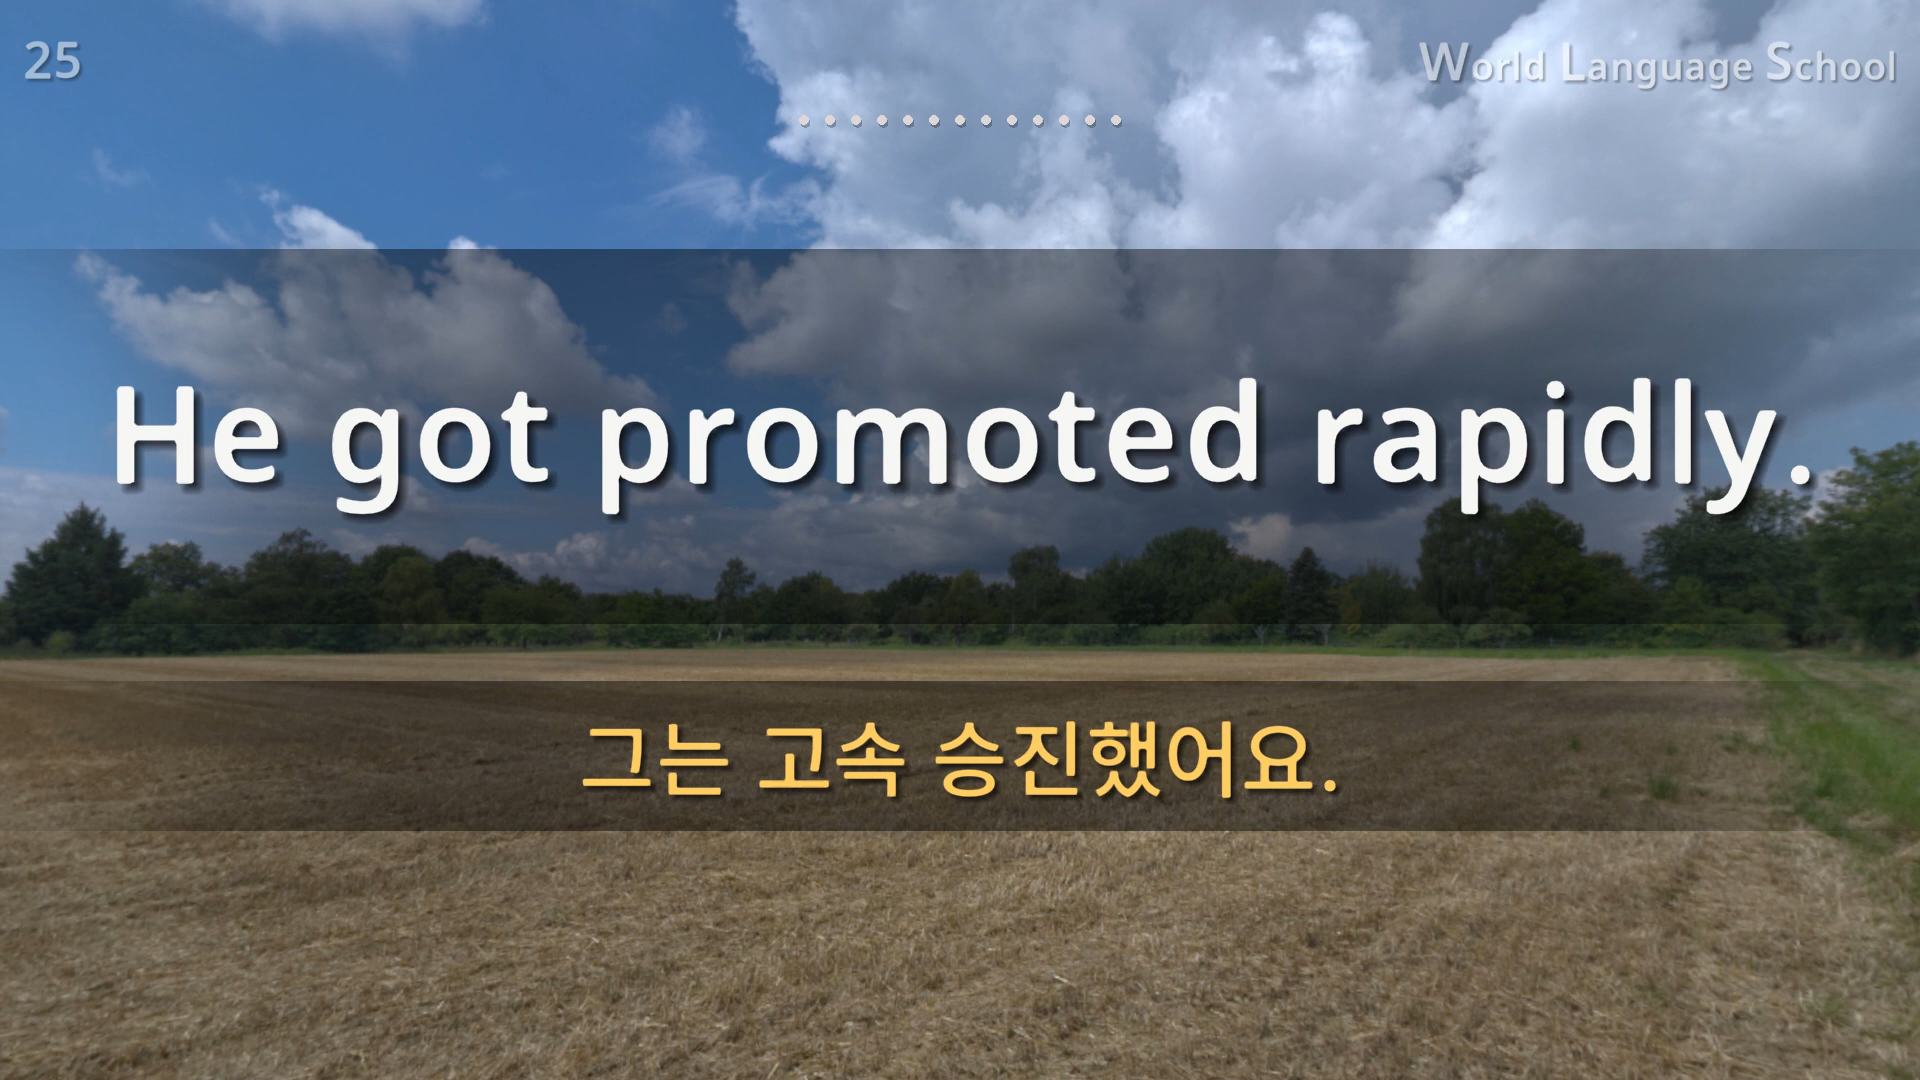 25
World Language School
.............
He got promoted rapidly.
그는 고속 승진했어요.